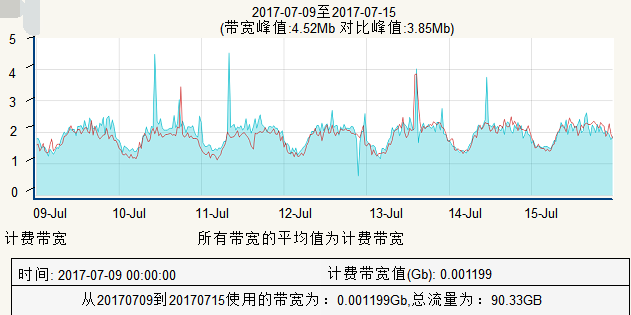 2017-07-09至2017-07-15
(带宽峰值:4.52Mb 对比峰值:3.85Mb)
5
4
3
2
1
0
09-Jul 10-Jul 11-Jul 12-Jul 13-Jul 14-Jul 15-Jul
计费带宽 所有带宽的平均值为计费带宽
时间: 2017-07-09 00:00:00 计费带宽值(Gb): 0.001199
从20170709到20170715使用的带宽为：0.001199Gb,总流量为：90.33GB